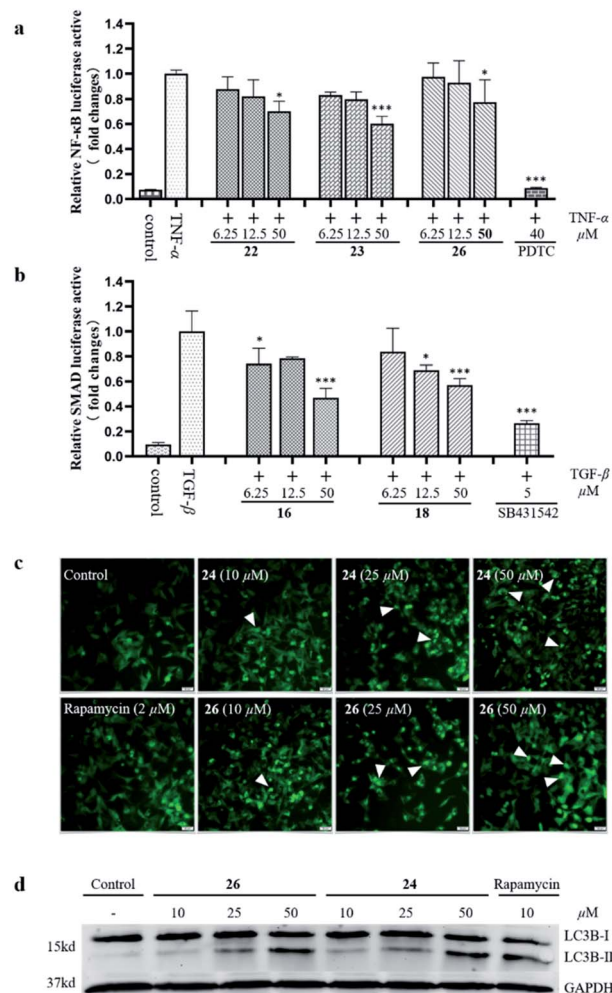 a
Relative NF-κB luciferase active
( fold changes)
1.4
1.2
1.0
0.8
0.6
0.4
0.2
0.0
* *** * ***
control TNF-α + + + + + + + + + + TNF-α
6.25 12.5 50 6.25 12.5 50 6.25 12.5 50 40 μM
22 23 26 PDTC
b
Relative SMAD luciferase active
(fold changes)
1.4
1.2
1.0
0.8
0.6
0.4
0.2
0.0
* *** * *** ***
control TGF-β + + + + + + + TGF-β
6.25 12.5 50 6.25 12.5 50 5 μM
16 18 SB431542
c
Control 24 (10 μM) 24 (25 μM) 24 (50 μM)
Rapamycin (2 μM) 26 (10 μM) 26 (25 μM) 26 (50 μM)
d
Control 26 24 Rapamycin
- 10 25 50 10 25 50 10 μM
15kd LC3B-I
LC3B-II
37kd GAPDH